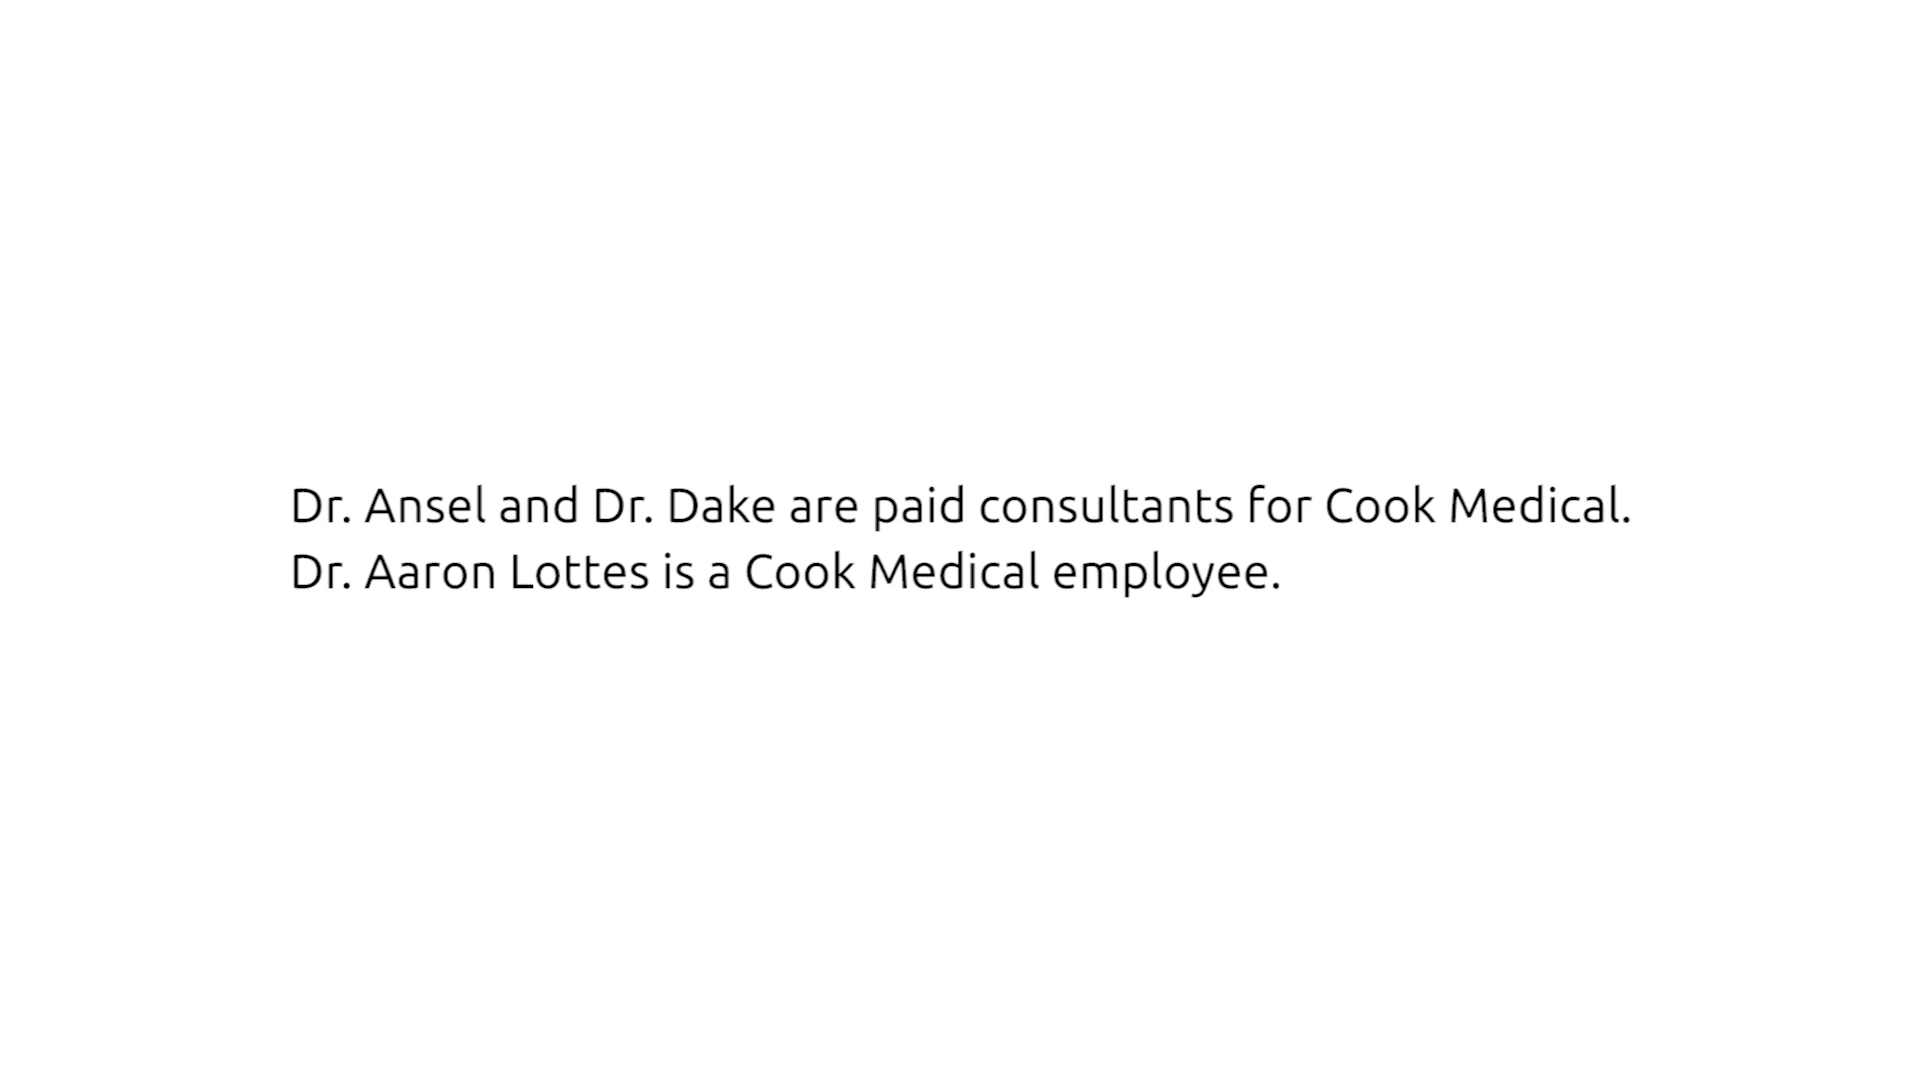 Dr. Ansel and Dr. Dake are paid consultants for Cook Medical.
Dr. Aaron Lottes is a Cook Medical employee.